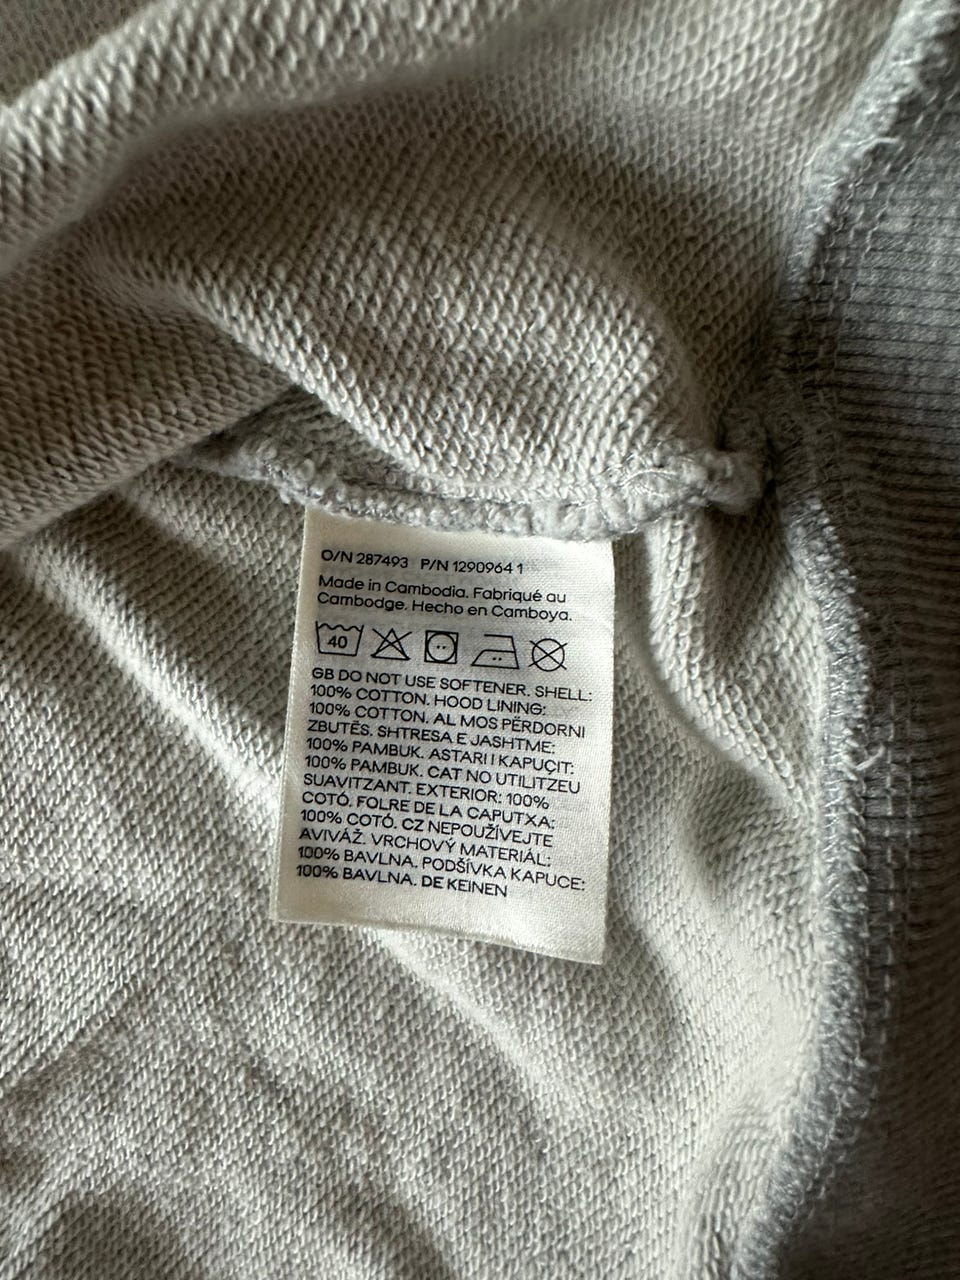 O/N 287493 P/N 1290964 1
Made in Cambodia. Fabriqué au
Cambodge. Hecho en Camboya.
40
GB DO NOT USE SOFTENER. SHELL:
100% COTTON. HOOD LINING:
100% COTTON. AL MOS PËRDORNI
ZBUTËS. SHTRESA E JASHTME:
100% PAMBUK. ASTARI I KAPUÇIT:
100% PAMBUK. CAT NO UTILITZEU
SUAVITZANT. EXTERIOR: 100%
COTÓ. FOLRE DE LA CAPUTXA:
100% COTÓ. CZ NEPOUŽÍVEJTE
AVIVÁŽ. VRCHOVÝ MATERIÁL:
100% BAVLNA. PODŠÍVKA KAPUCE:
100% BAVLNA. DE KEINEN